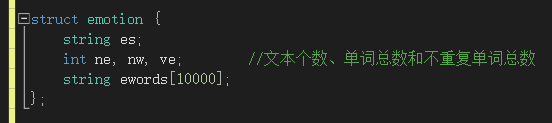 struct emotion {
string es;
int ne, nw, ve; //文本个数、单词总数和不重复单词总数
string ewords[10000];
};